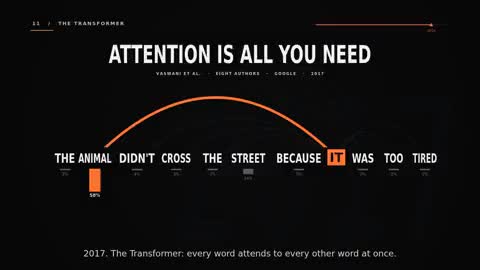 11 / THE TRANSFORMER
2017
ATTENTION IS ALL YOU NEED
VASWANI ET AL. · EIGHT AUTHORS · GOOGLE · 2017
THE ANIMAL DIDN'T CROSS THE STREET BECAUSE IT WAS TOO TIRED
58%
2017. The Transformer: every word attends to every other word at once.